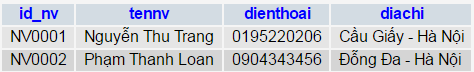 id_nv tennv dienthoai diachi
NV0001 Nguyễn Thu Trang 0195220206 Cầu Giấy - Hà Nội
NV0002 Phạm Thanh Loan 0904343456 Đống Đa - Hà Nội